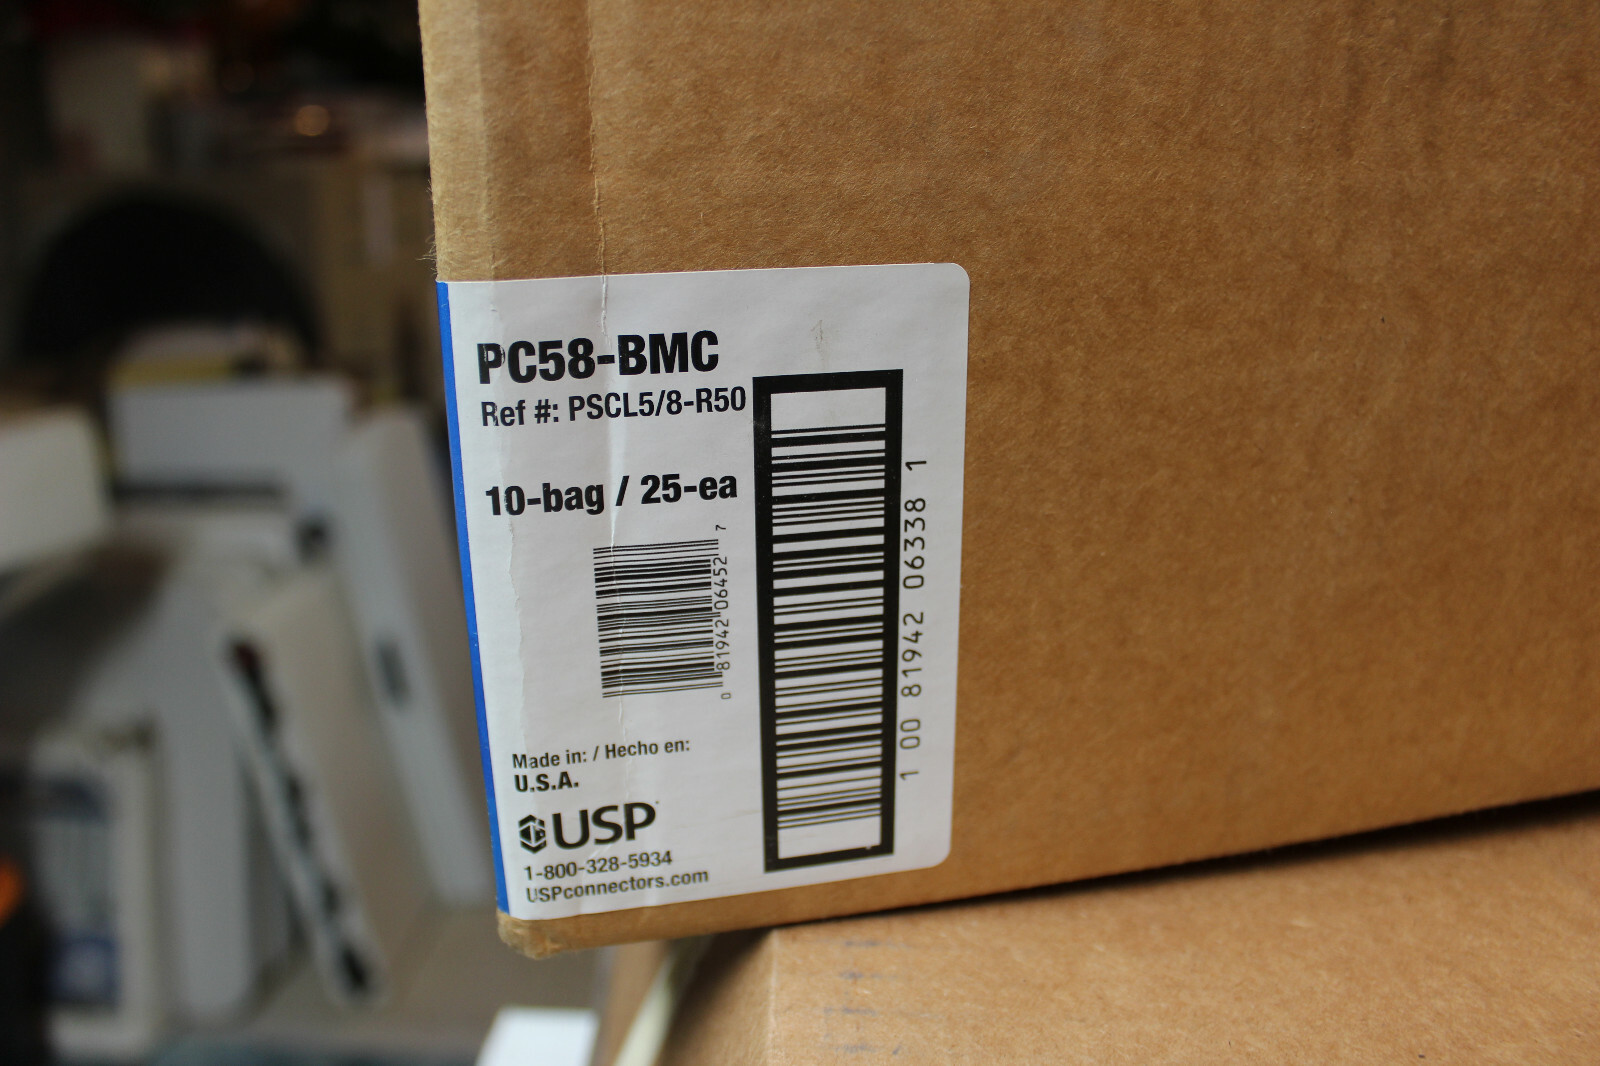 PC58-BMC
Ref #: PSCL5/8-R50
10-bag / 25-ea
0 81942 06452 7
1 00 81942 06338 1
Made in: / Hecho en:
U.S.A.
USP
1-800-328-5934
USPconnectors.com